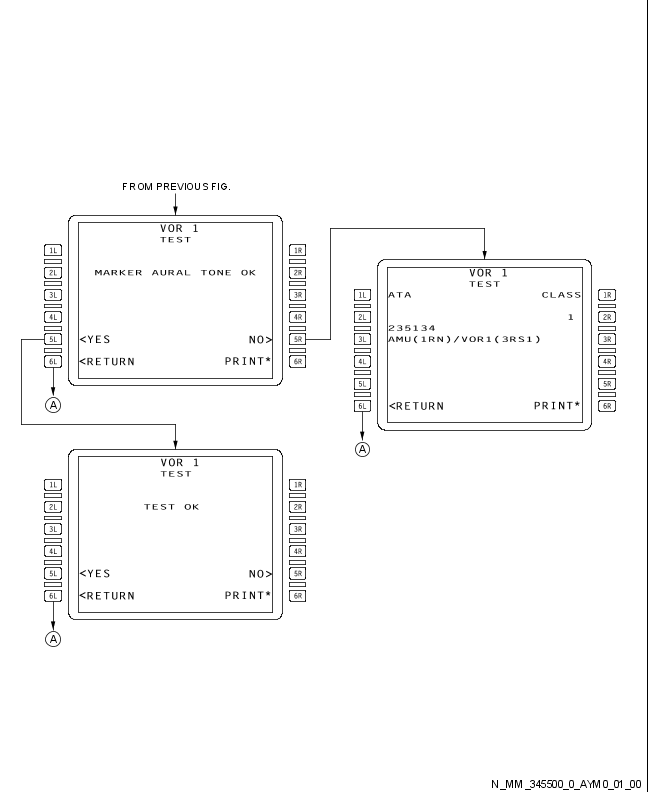 FROM PREVIOUS FIG.
VOR 1
TEST
1L 1R
2L MARKER AURAL TONE OK 2R
3L 3R
4L 4R
5L <YES NO> 5R
6L <RETURN PRINT* 6R
A
VOR 1
TEST
1L ATA CLASS 1R
2L 1 2R
235134
3L AMU(1RN)/VOR1(3RS1) 3R
4L 4R
5L 5R
6L <RETURN PRINT* 6R
A
VOR 1
TEST
1L 1R
2L TEST OK 2R
3L 3R
4L 4R
5L <YES NO> 5R
6L <RETURN PRINT* 6R
A
N_MM_345500_0_AYM0_01_00